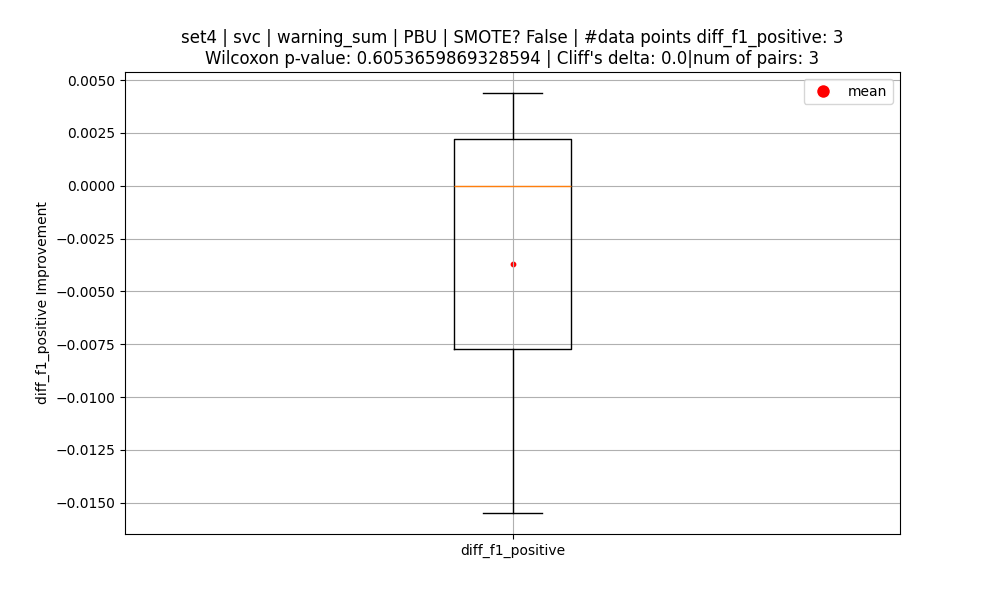 set4 | svc | warning_sum | PBU | SMOTE? False | #data points diff_f1_positive: 3
Wilcoxon p-value: 0.6053659869328594 | Cliff's delta: 0.0|num of pairs: 3
mean
0.0050
0.0025
0.0000
−0.0025
−0.0050
−0.0075
−0.0100
−0.0125
−0.0150
diff_f1_positive Improvement
diff_f1_positive